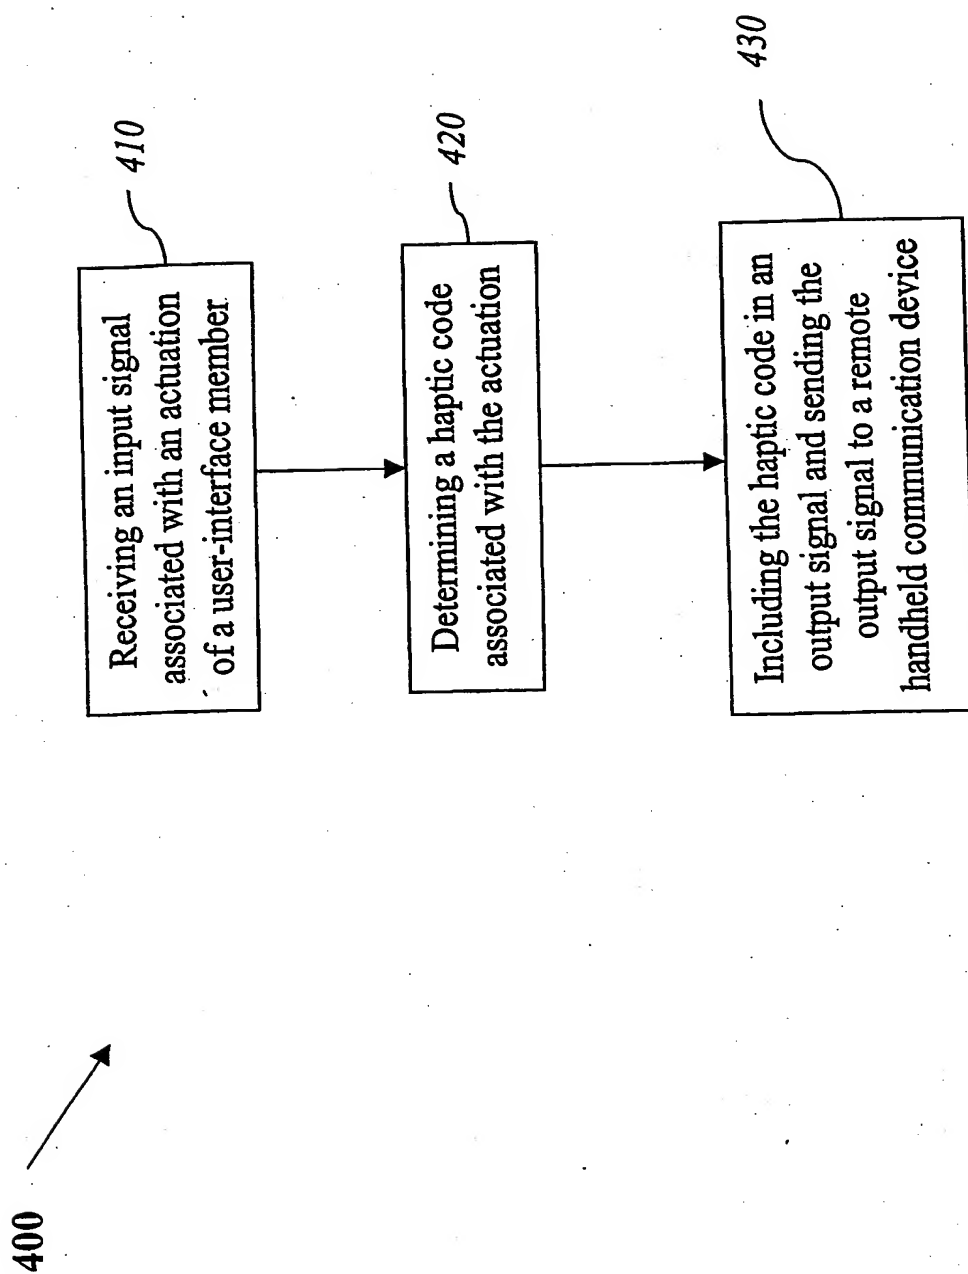 400
410
Receiving an input signal
associated with an actuation
of a user-interface member
420
Determining a haptic code
associated with the actuation
430
Including the haptic code in an
output signal and sending the
output signal to a remote
handheld communication device